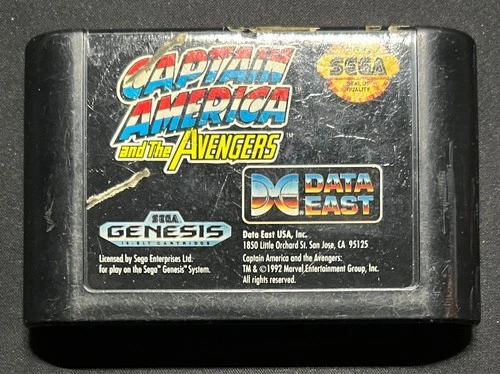 CAPTAIN
AMERICA
and The AVENGERS™
SEGA
SEAL OF
QUALITY
DATA
EAST
SEGA
GENESIS
16-BIT CARTRIDGE
Data East USA, Inc.
1850 Little Orchard St. San Jose, CA 95125
Licensed by Sega Enterprises Ltd.
for play on the Sega™ Genesis™ System.
Captain America and the Avengers:
TM & ©1992 Marvel Entertainment Group, Inc.
All rights reserved.